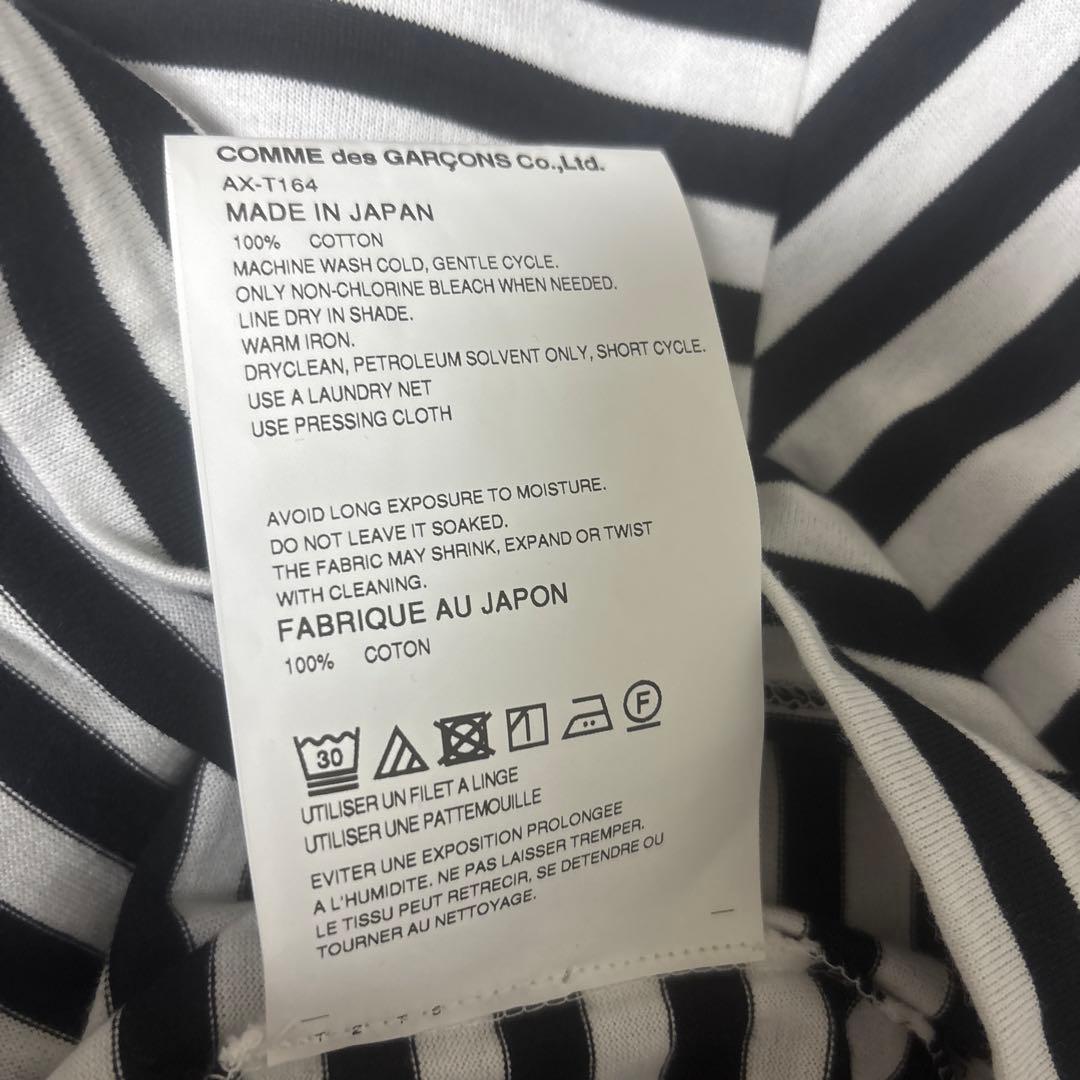 COMME des GARÇONS Co.,Ltd.
AX-T164
MADE IN JAPAN
100% COTTON
MACHINE WASH COLD, GENTLE CYCLE.
ONLY NON-CHLORINE BLEACH WHEN NEEDED.
LINE DRY IN SHADE.
WARM IRON.
DRYCLEAN, PETROLEUM SOLVENT ONLY, SHORT CYCLE.
USE A LAUNDRY NET
USE PRESSING CLOTH
AVOID LONG EXPOSURE TO MOISTURE.
DO NOT LEAVE IT SOAKED.
THE FABRIC MAY SHRINK, EXPAND OR TWIST
WITH CLEANING.
FABRIQUE AU JAPON
100% COTON
30 F
UTILISER UN FILET A LINGE
UTILISER UNE PATTEMOUILLE
EVITER UNE EXPOSITION PROLONGEE
A L'HUMIDITE. NE PAS LAISSER TREMPER.
LE TISSU PEUT RETRECIR, SE DETENDRE OU
TOURNER AU NETTOYAGE.